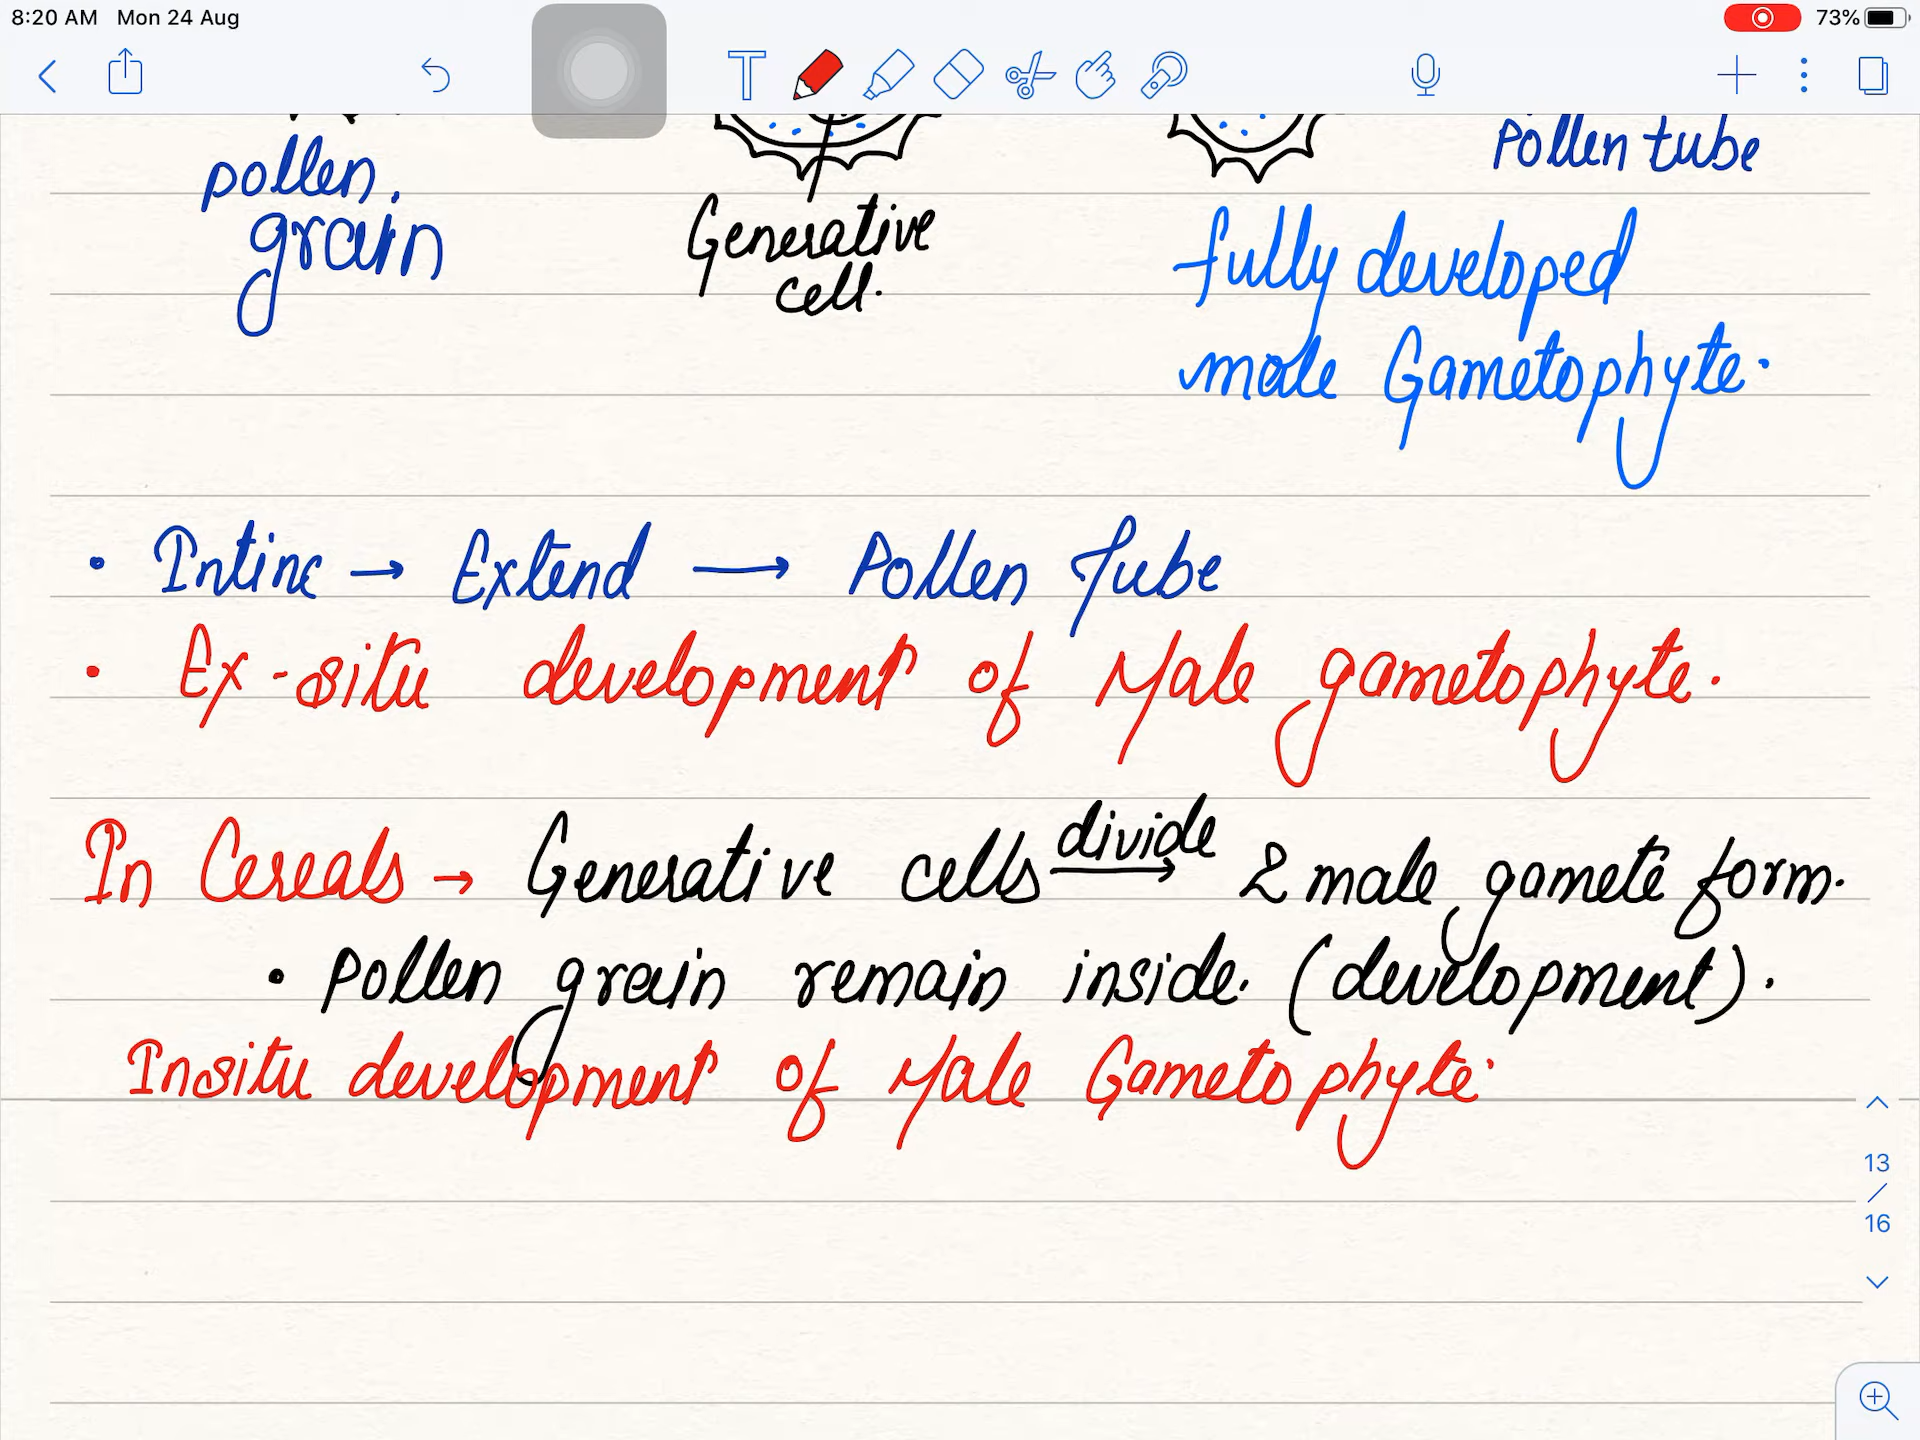 8:20 AM Mon 24 Aug 73%
T
pollen.
grain
Generative
cell.
Pollen tube
fully developed
male Gametophyte.
• Intine → Extend → Pollen Tube
• Ex-situ development of Male gametophyte.
In Cereals → Generative cells divide → 2 male gamete form.
• Pollen grain remain inside. (development).
Insitu development of Male Gametophyte.
13
/
16